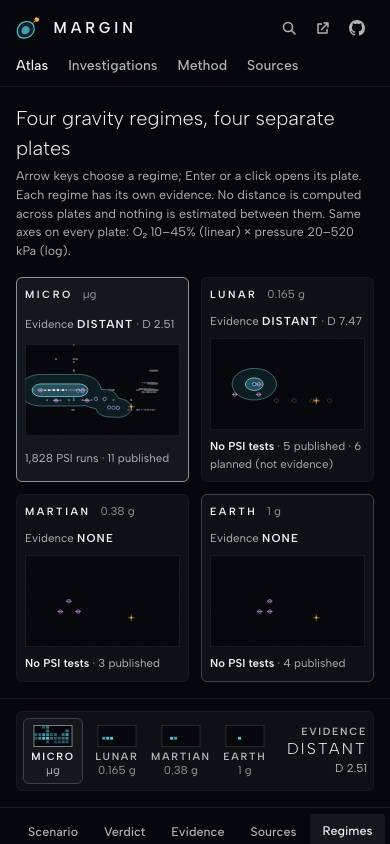 MARGIN
Atlas Investigations Method Sources
Four gravity regimes, four separate
plates
Arrow keys choose a regime; Enter or a click opens its plate.
Each regime has its own evidence. No distance is computed
across plates and nothing is estimated between them. Same
axes on every plate: O₂ 10–45% (linear) × pressure 20–520
kPa (log).
MICRO µg
Evidence DISTANT · D 2.51
1,828 PSI runs · 11 published
LUNAR 0.165 g
Evidence DISTANT · D 7.47
No PSI tests · 5 published · 6
planned (not evidence)
MARTIAN 0.38 g
Evidence NONE
No PSI tests · 3 published
EARTH 1 g
Evidence NONE
No PSI tests · 4 published
MICRO
µg
LUNAR
0.165 g
MARTIAN
0.38 g
EARTH
1 g
EVIDENCE
DISTANT
D 2.51
Scenario Verdict Evidence Sources Regimes